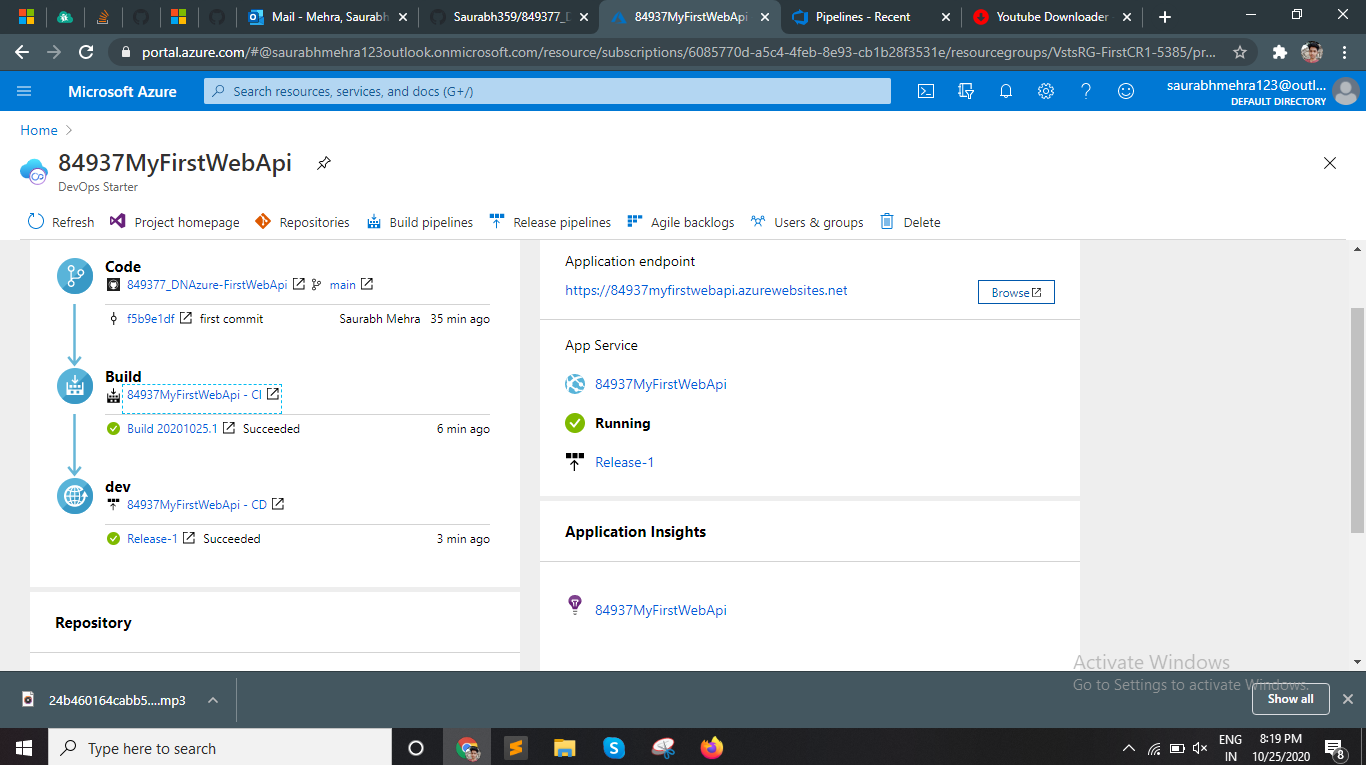 Mail - Mehra, Saurabh
Saurabh359/849377_D
84937MyFirstWebApi
Pipelines - Recent
Youtube Downloader
portal.azure.com/#@saurabhmehra123outlook.onmicrosoft.com/resource/subscriptions/6085770d-a5c4-4feb-8e93-cb1b28f3531e/resourcegroups/VstsRG-FirstCR1-5385/pr...
Microsoft Azure
Search resources, services, and docs (G+/)
saurabhmehra123@outl...
DEFAULT DIRECTORY
Home
84937MyFirstWebApi
DevOps Starter
Refresh
Project homepage
Repositories
Build pipelines
Release pipelines
Agile backlogs
Users & groups
Delete
Code
849377_DNAzure-FirstWebApi
main
f5b9e1df
first commit
Saurabh Mehra
35 min ago
Build
84937MyFirstWebApi - CI
Build 20201025.1
Succeeded
6 min ago
dev
84937MyFirstWebApi - CD
Release-1
Succeeded
3 min ago
Repository
Application endpoint
https://84937myfirstwebapi.azurewebsites.net
Browse
App Service
84937MyFirstWebApi
Running
Release-1
Application Insights
84937MyFirstWebApi
Activate Windows
Go to Settings to activate Windows.
24b460164cabb5....mp3
Show all
Type here to search
ENG
IN
8:19 PM
10/25/2020
8